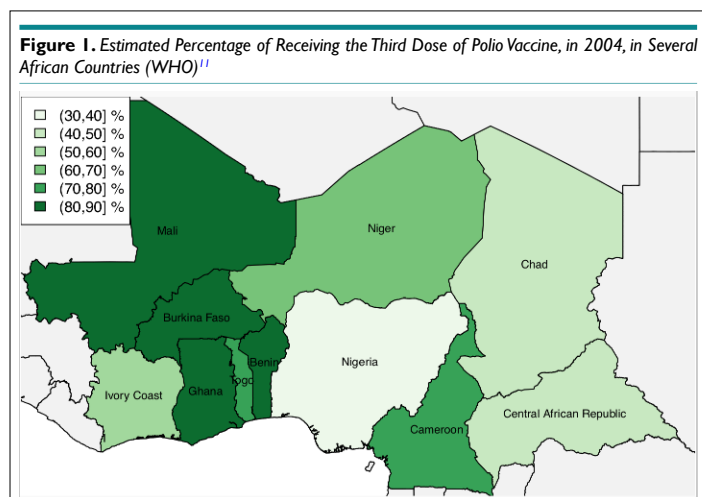 Figure 1. Estimated Percentage of Receiving the Third Dose of Polio Vaccine, in 2004, in Several
African Countries (WHO)11
(30,40] %
(40,50] %
(50,60] %
(60,70] %
(70,80] %
(80,90] %
Mali
Niger
Chad
Burkina Faso
Benin
Nigeria
Togo
Ghana
Ivory Coast
Central African Republic
Cameroon